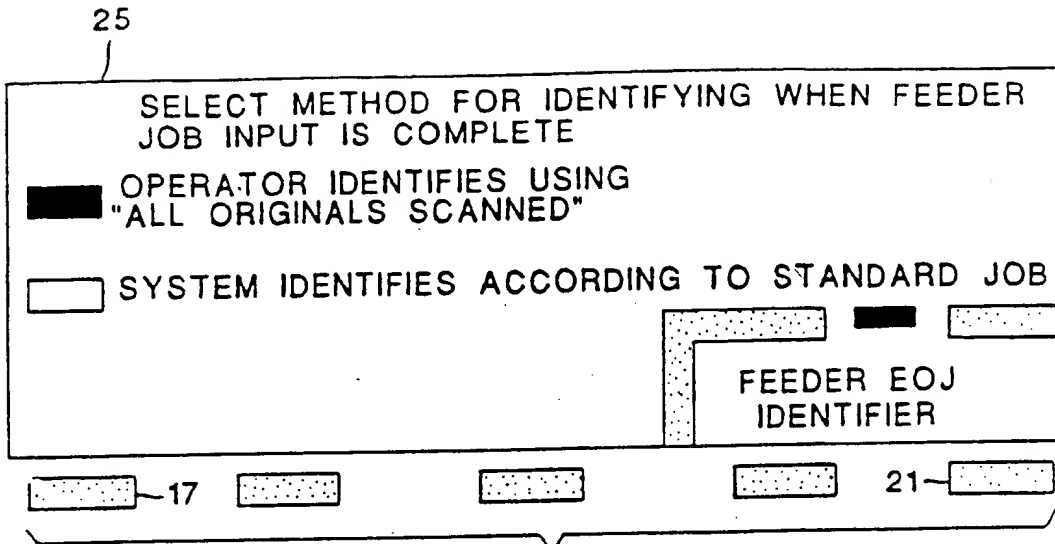 25
SELECT METHOD FOR IDENTIFYING WHEN FEEDER
JOB INPUT IS COMPLETE
OPERATOR IDENTIFIES USING
"ALL ORIGINALS SCANNED"
SYSTEM IDENTIFIES ACCORDING TO STANDARD JOB
FEEDER EOJ
IDENTIFIER
17
21